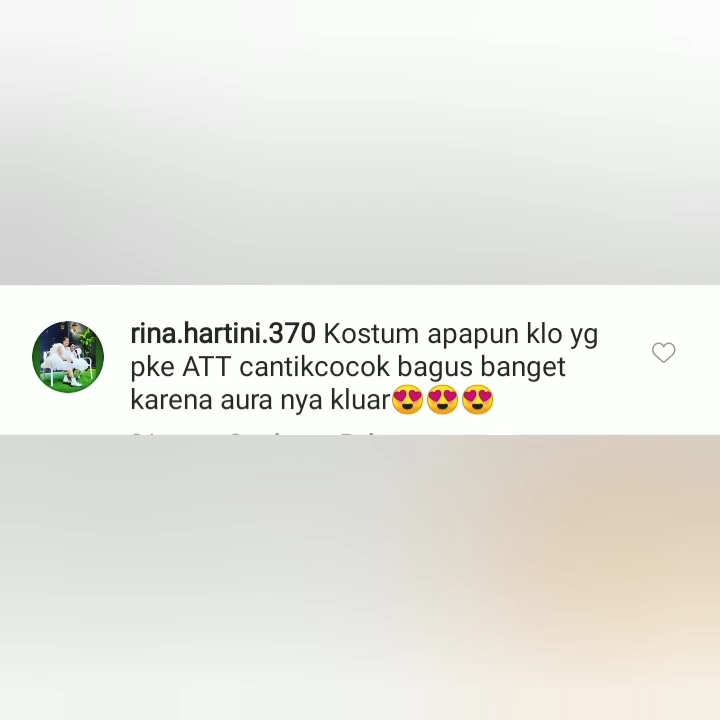 rina.hartini.370 Kostum apapun klo yg
pke ATT cantikcocok bagus banget
karena aura nya kluar😍😍😍